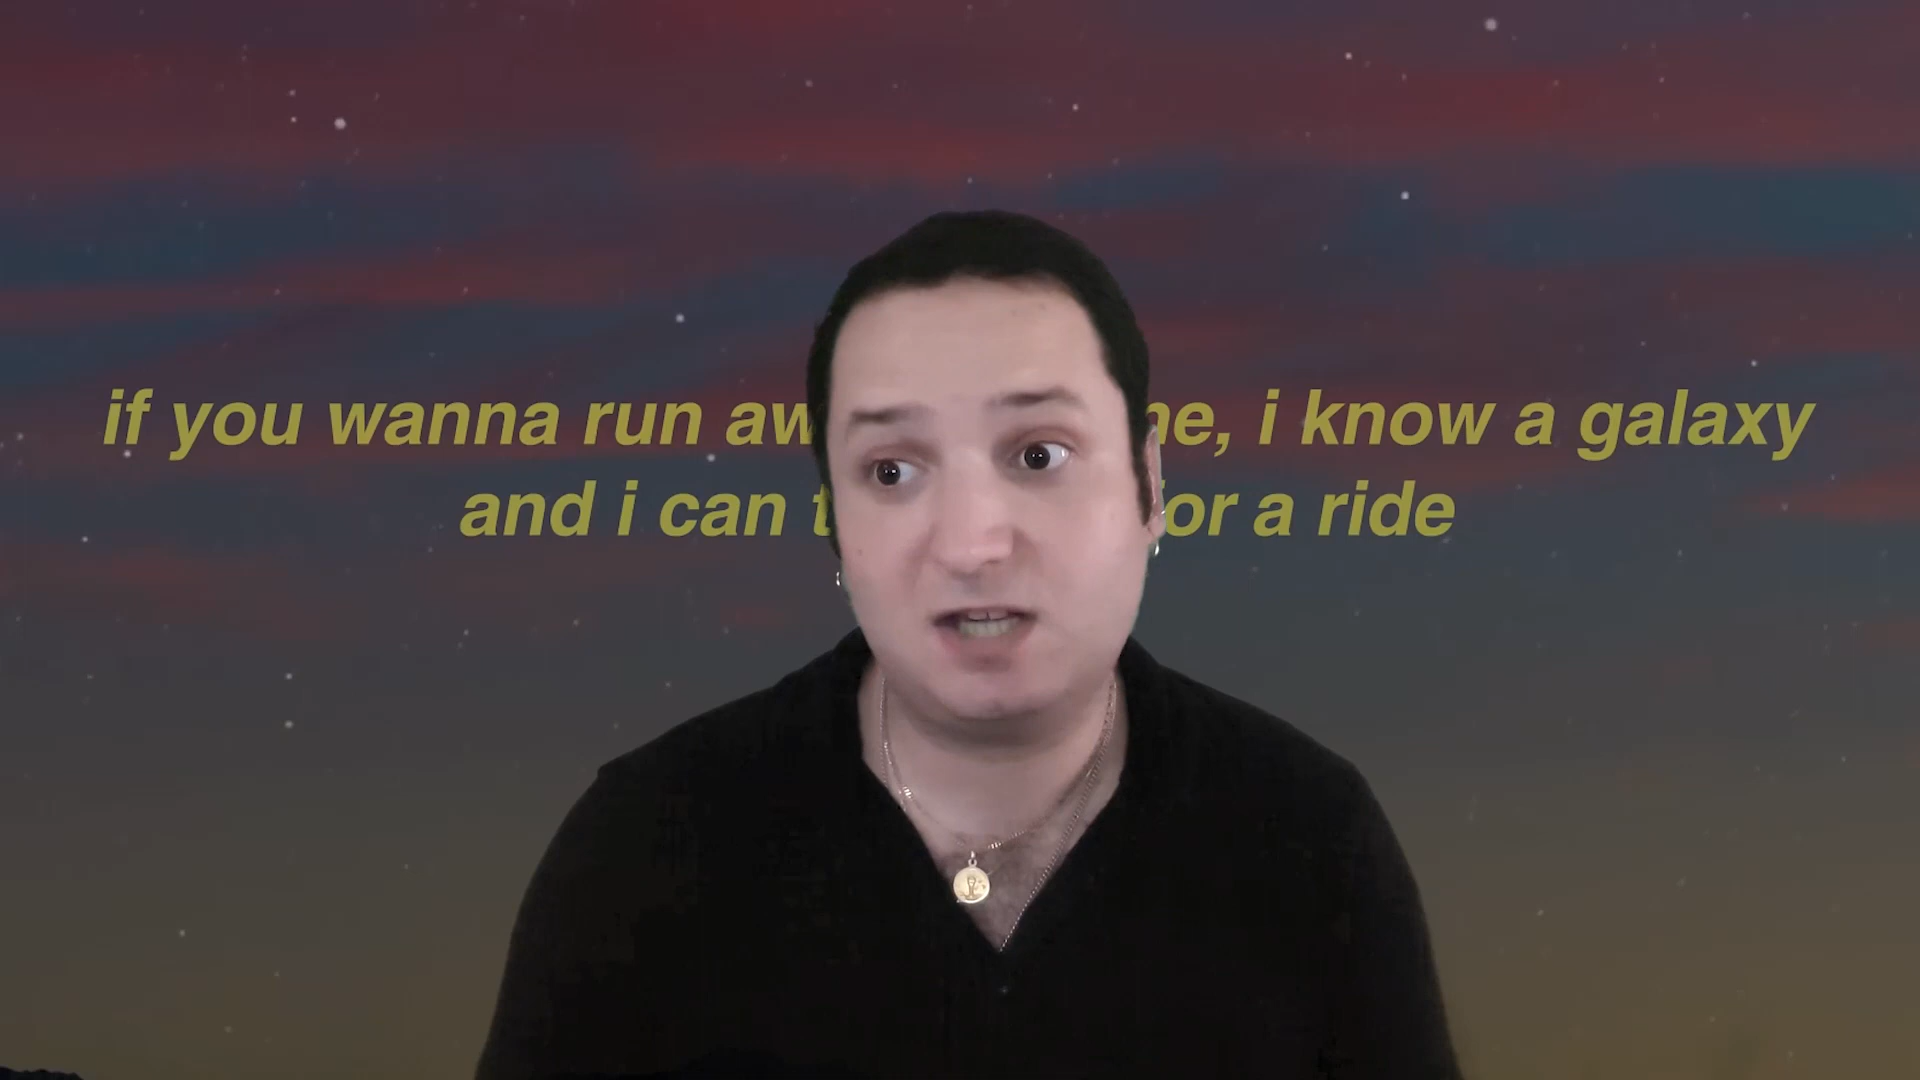 if you wanna run aw ne, i know a galaxy
and i can t or a ride